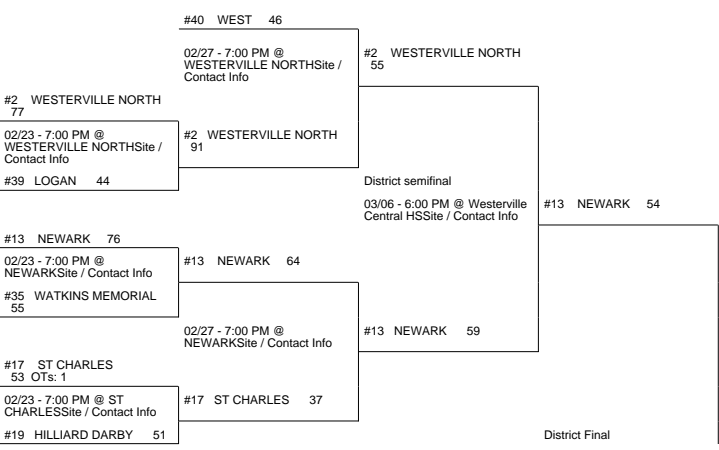 #40 WEST 46
02/27 - 7:00 PM @
WESTERVILLE NORTHSite /
Contact Info
#2 WESTERVILLE NORTH
55
#2 WESTERVILLE NORTH
77
02/23 - 7:00 PM @
WESTERVILLE NORTHSite /
Contact Info
#2 WESTERVILLE NORTH
91
#39 LOGAN 44
District semifinal
03/06 - 6:00 PM @ Westerville
Central HSSite / Contact Info
#13 NEWARK 54
#13 NEWARK 76
02/23 - 7:00 PM @
NEWARKSite / Contact Info
#13 NEWARK 64
#35 WATKINS MEMORIAL
55
02/27 - 7:00 PM @
NEWARKSite / Contact Info
#13 NEWARK 59
#17 ST CHARLES
53 OTs: 1
02/23 - 7:00 PM @ ST
CHARLESSite / Contact Info
#17 ST CHARLES 37
#19 HILLIARD DARBY 51
District Final